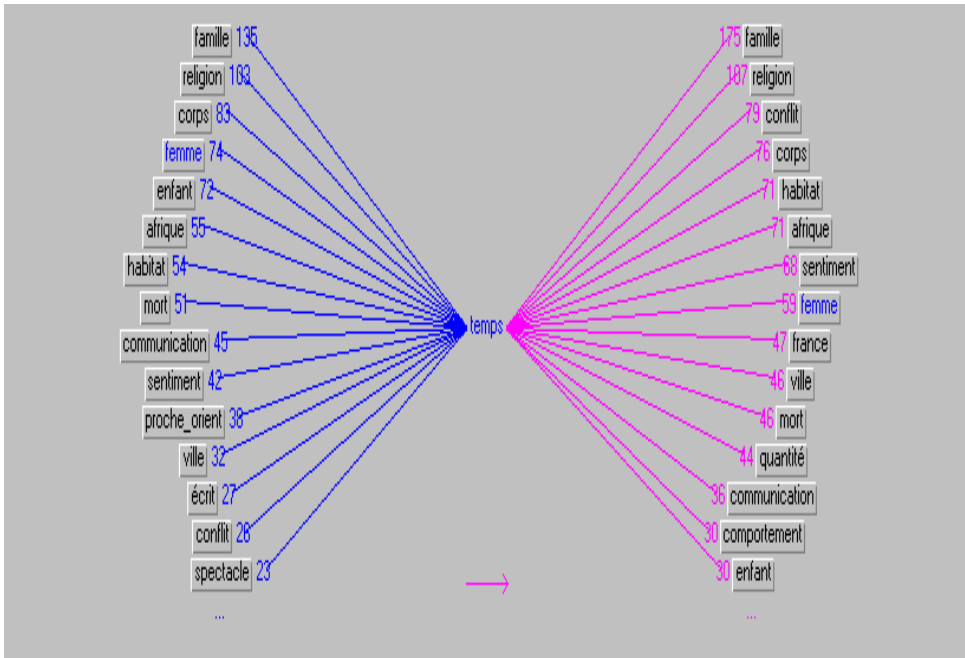 famille 135 175 famille
religion 103 107 religion
corps 83 79 conflit
femme 74 76 corps
enfant 72 71 habitat
afrique 55 71 afrique
habitat 54 68 sentiment
mort 51 59 femme
temps
communication 45 47 france
sentiment 42 46 ville
proche_orient 38 46 mort
ville 32 44 quantité
écrit 27 36 communication
conflit 26 30 comportement
spectacle 23 30 enfant
... ...